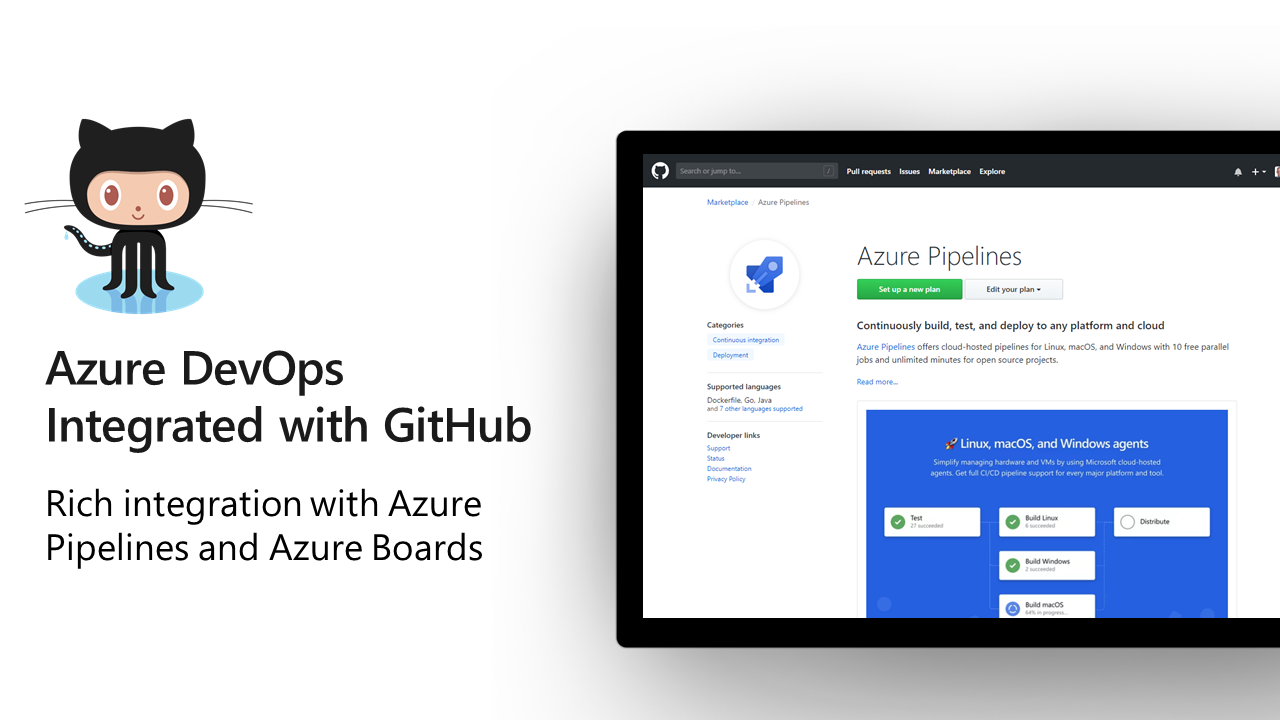 Azure DevOps
Integrated with GitHub
Rich integration with Azure
Pipelines and Azure Boards
Search or jump to...
/
Pull requests
Issues
Marketplace
Explore
Marketplace / Azure Pipelines
Azure Pipelines
Set up a new plan
Edit your plan
Categories
Continuous integration
Deployment
Supported languages
Dockerfile, Go, Java
and 7 other languages supported
Developer links
Support
Status
Documentation
Privacy Policy
Continuously build, test, and deploy to any platform and cloud
Azure Pipelines offers cloud-hosted pipelines for Linux, macOS, and Windows with 10 free parallel
jobs and unlimited minutes for open source projects.
Read more...
🚀 Linux, macOS, and Windows agents
Simplify managing hardware and VMs by using Microsoft cloud-hosted
agents. Get full CI/CD pipeline support for every major platform and tool.
Test
27 succeeded
Build Linux
6 succeeded
Distribute
Build Windows
2 succeeded
Build macOS
64% in progress...